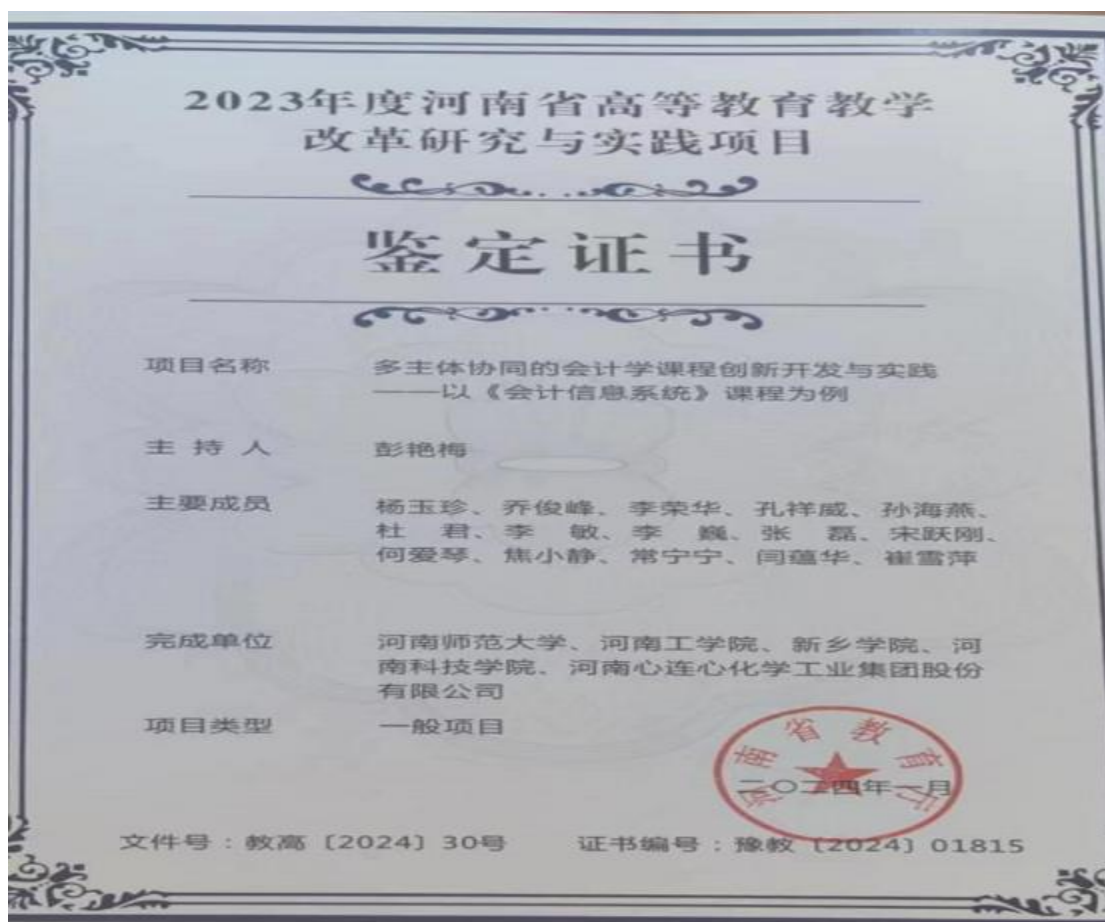 2023年度河南省高等教育教学
改革研究与实践项目
鉴定证书
项目名称 多主体协同的会计学课程创新开发与实践
——以《会计信息系统》课程为例
主持人 彭艳梅
主要成员 杨玉珍、乔俊峰、李荣华、孔祥威、孙海燕、
杜君、李敏、李巍、张磊、宋跃刚、
何爱琴、焦小静、常宁宁、闫蕴华、崔雪萍
完成单位 河南师范大学、河南工学院、新乡学院、河
南科技学院、河南心连心化学工业集团股份
有限公司
项目类型 一般项目
河南省教育厅
二〇二四年一月
文件号：教高〔2024〕30号 证书编号：豫教〔2024〕01815